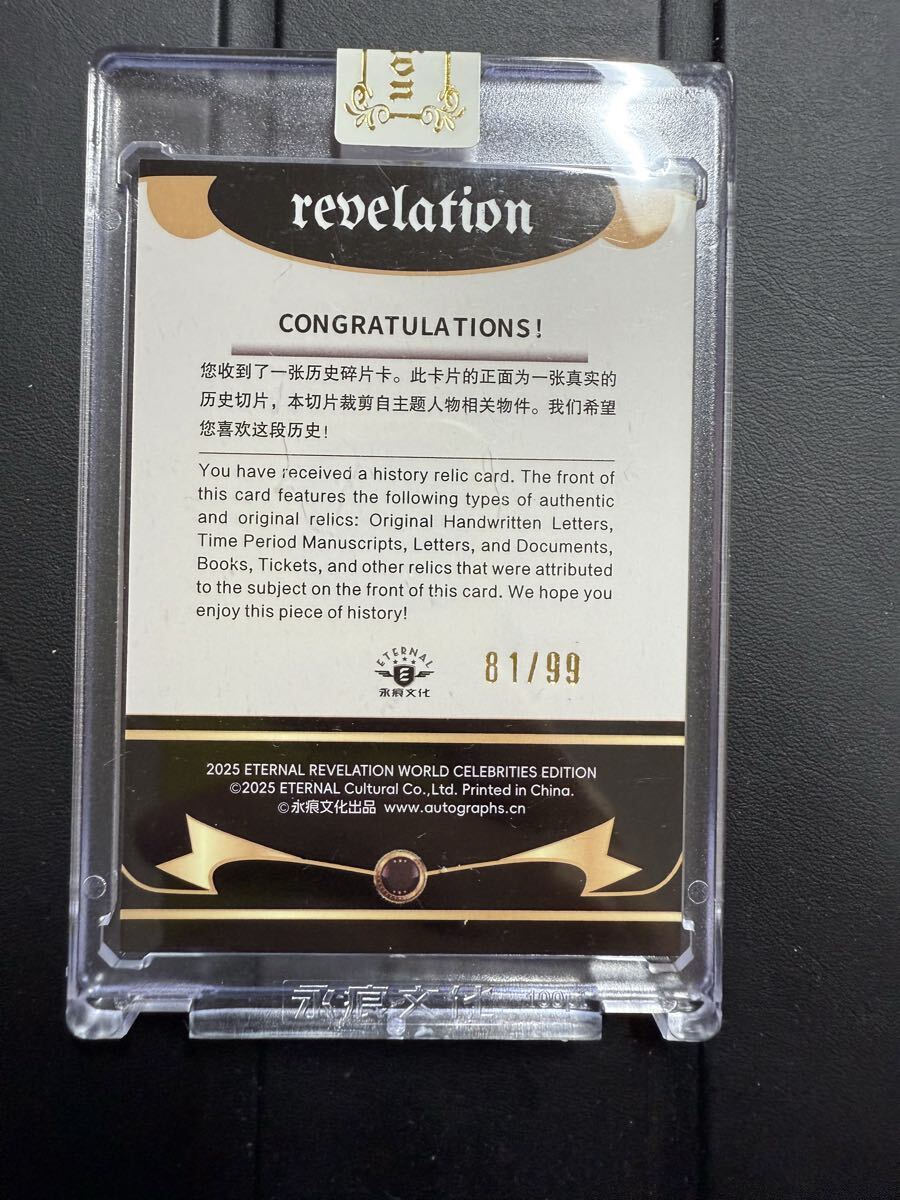 ion
revelation
CONGRATULATIONS!
您收到了一张历史碎片卡。此卡片的正面为一张真实的
历史切片，本切片裁剪自主题人物相关物件。我们希望
您喜欢这段历史！
You have received a history relic card. The front of
this card features the following types of authentic
and original relics: Original Handwritten Letters,
Time Period Manuscripts, Letters, and Documents,
Books, Tickets, and other relics that were attributed
to the subject on the front of this card. We hope you
enjoy this piece of history!
ETERNAL
永痕文化
81/99
2025 ETERNAL REVELATION WORLD CELEBRITIES EDITION
©2025 ETERNAL Cultural Co.,Ltd. Printed in China.
©永痕文化出品 www.autographs.cn
永痕文化